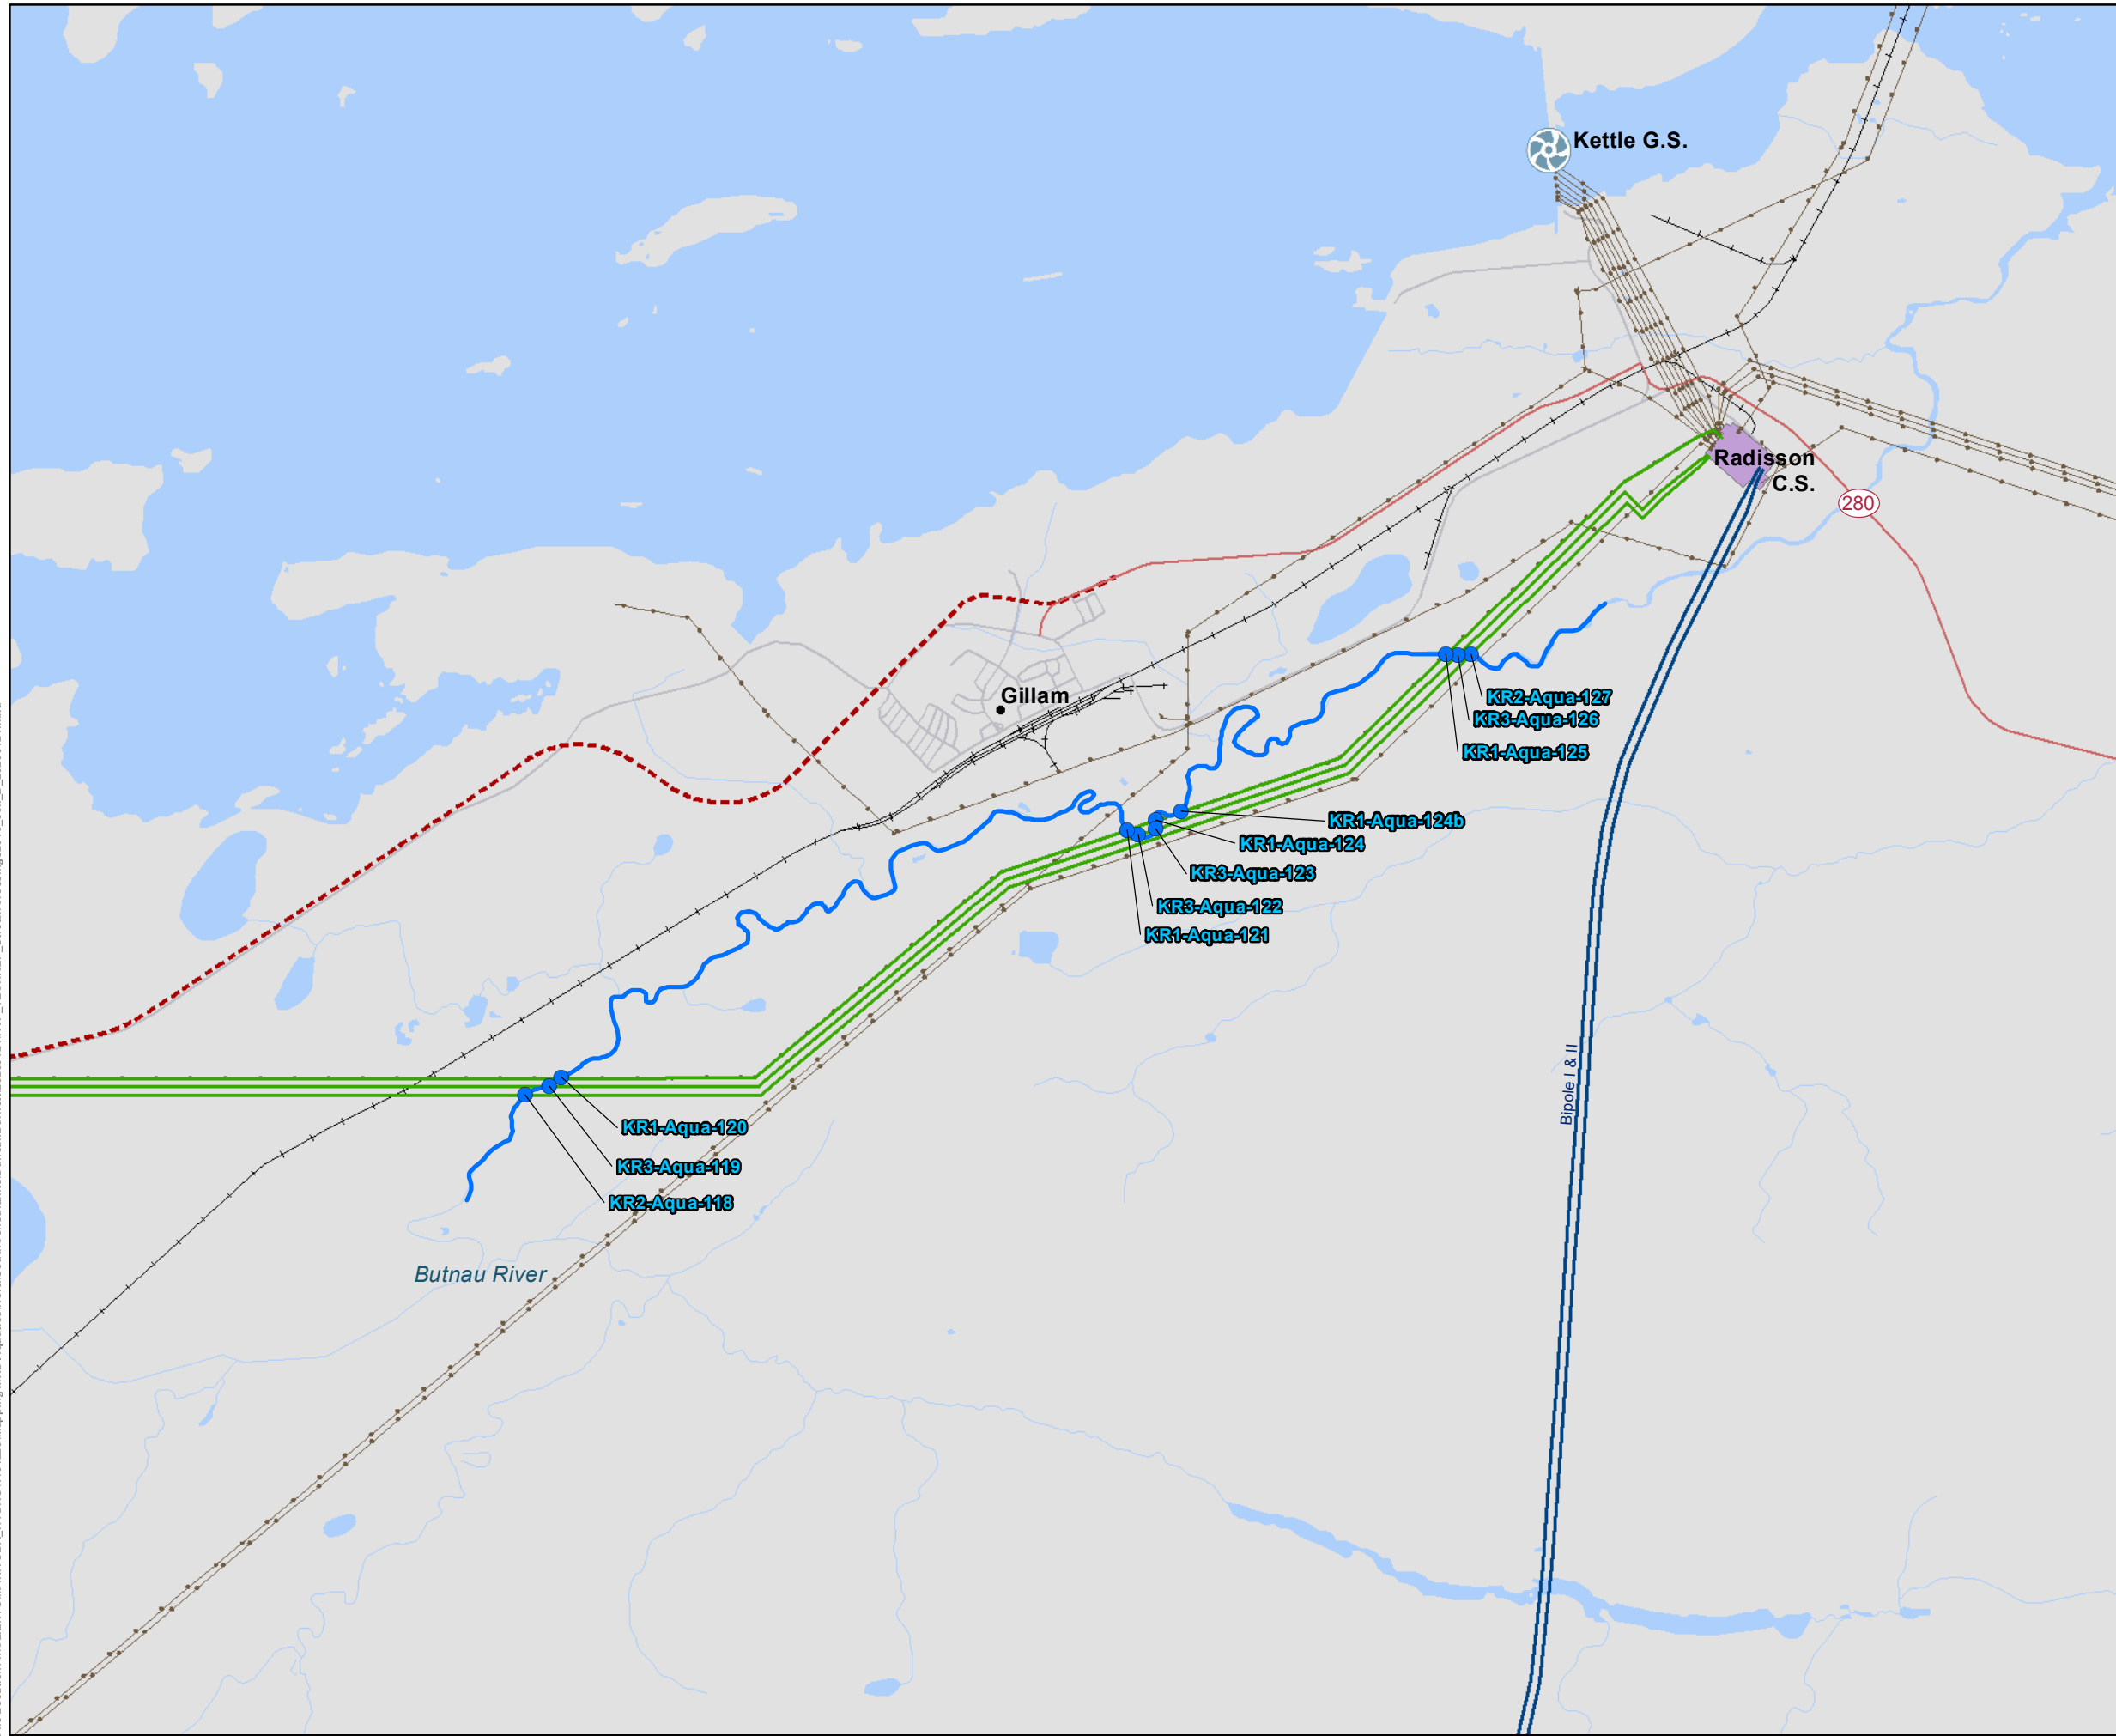 Kettle G.S.
Radisson
C.S.
280
Gillam
KR2-Aqua-127
KR3-Aqua-126
KR1-Aqua-125
KR1-Aqua-124b
KR1-Aqua-124
KR3-Aqua-123
KR3-Aqua-122
KR1-Aqua-121
Bipole I & II
KR1-Aqua-120
KR3-Aqua-119
KR2-Aqua-118
Butnau River